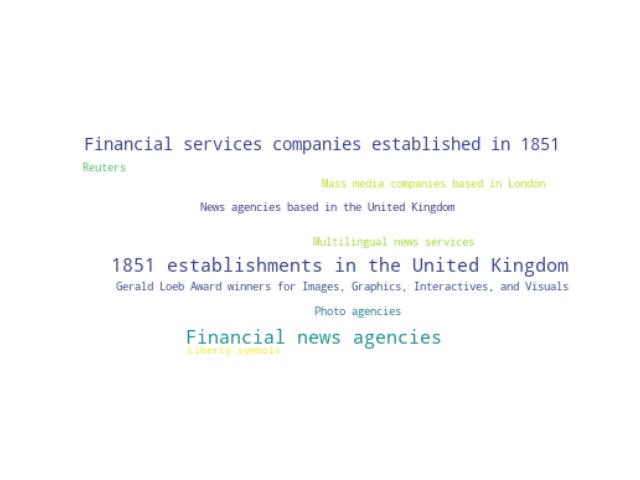 Financial services companies established in 1851
Reuters
Mass media companies based in London
News agencies based in the United Kingdom
Multilingual news services
1851 establishments in the United Kingdom
Gerald Loeb Award winners for Images, Graphics, Interactives, and Visuals
Photo agencies
Financial news agencies
Liberty symbols